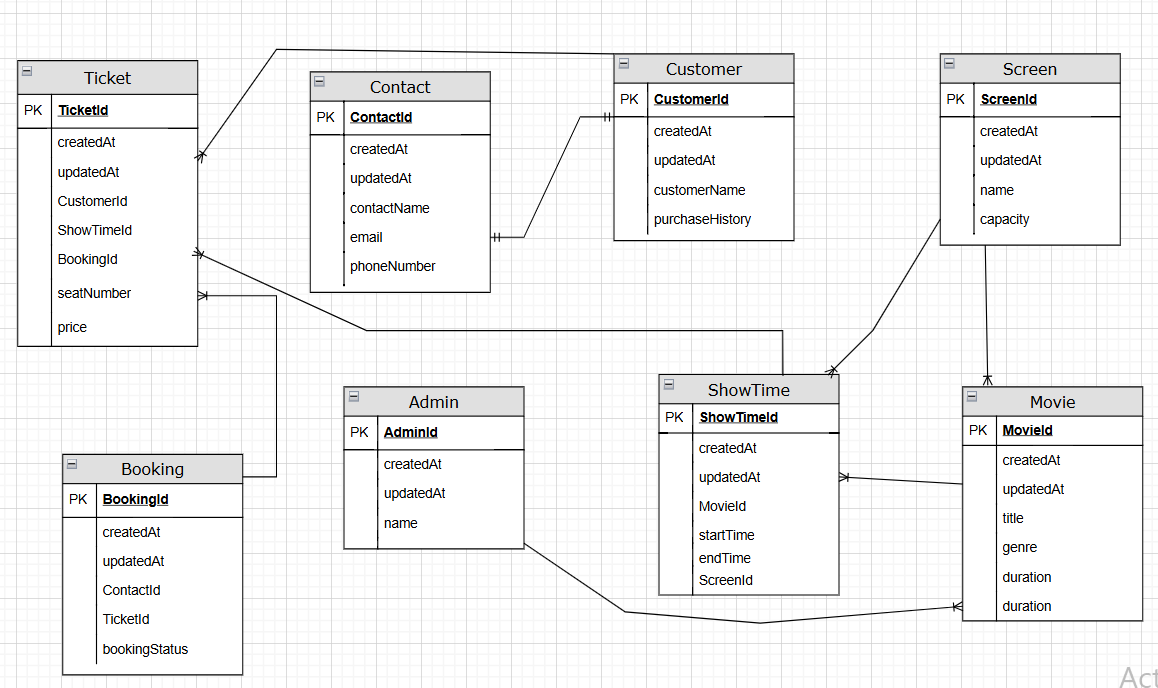 Ticket
PK TicketId
createdAt
updatedAt
CustomerId
ShowTimeId
BookingId
seatNumber
price
Contact
PK ContactId
createdAt
updatedAt
contactName
email
phoneNumber
Customer
PK CustomerId
createdAt
updatedAt
customerName
purchaseHistory
Screen
PK ScreenId
createdAt
updatedAt
name
capacity
Booking
PK BookingId
createdAt
updatedAt
ContactId
TicketId
bookingStatus
Admin
PK AdminId
createdAt
updatedAt
name
ShowTime
PK ShowTimeId
createdAt
updatedAt
MovieId
startTime
endTime
ScreenId
Movie
PK MovieId
createdAt
updatedAt
title
genre
duration
duration
Act